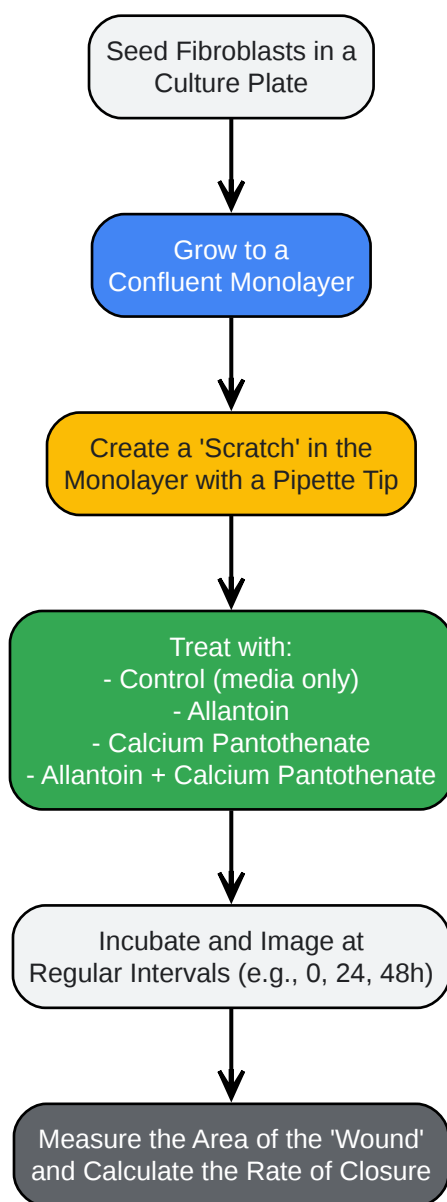 Seed Fibroblasts in a
Culture Plate
Grow to a
Confluent Monolayer
Create a 'Scratch' in the
Monolayer with a Pipette Tip
Treat with:
- Control (media only)
- Allantoin
- Calcium Pantothenate
- Allantoin + Calcium Pantothenate
Incubate and Image at
Regular Intervals (e.g., 0, 24, 48h)
Measure the Area of the 'Wound'
and Calculate the Rate of Closure